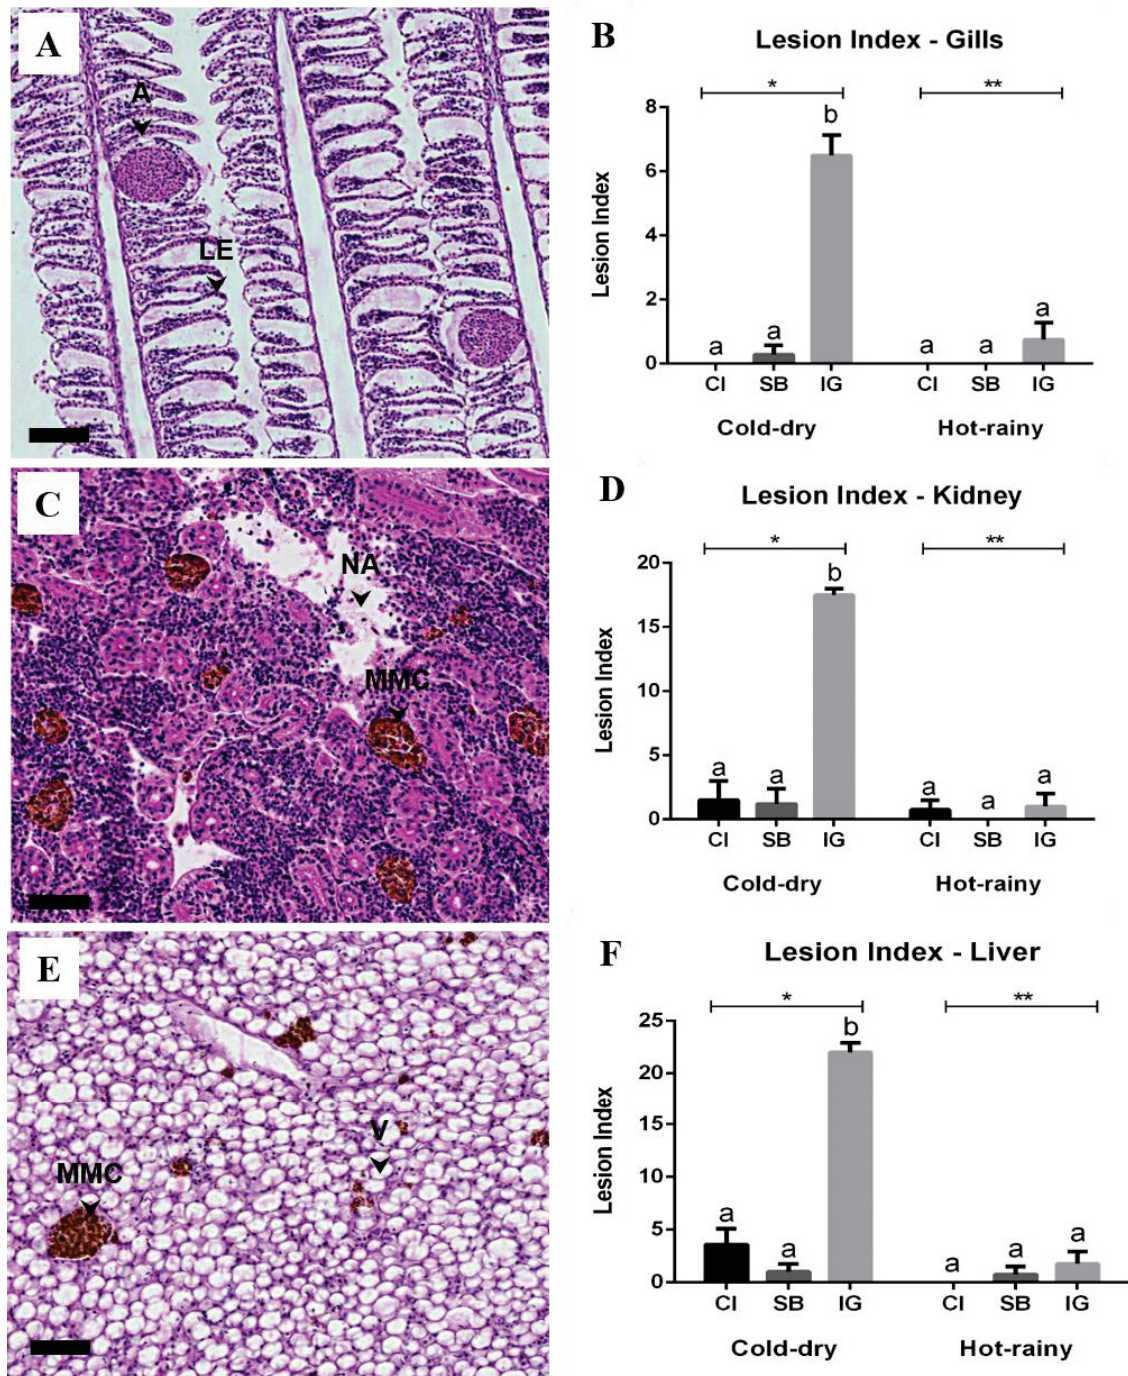 A
A
LE
B
Lesion Index - Gills
* **
Lesion Index
8
6
4
2
0
a a b a a a
CI SB IG CI SB IG
Cold-dry Hot-rainy
C
NA
MMC
D
Lesion Index - Kidney
* **
Lesion Index
20
15
10
5
0
a a b a a a
CI SB IG CI SB IG
Cold-dry Hot-rainy
E
V
MMC
F
Lesion Index - Liver
* **
Lesion Index
25
20
15
10
5
0
a a b a a a
CI SB IG CI SB IG
Cold-dry Hot-rainy